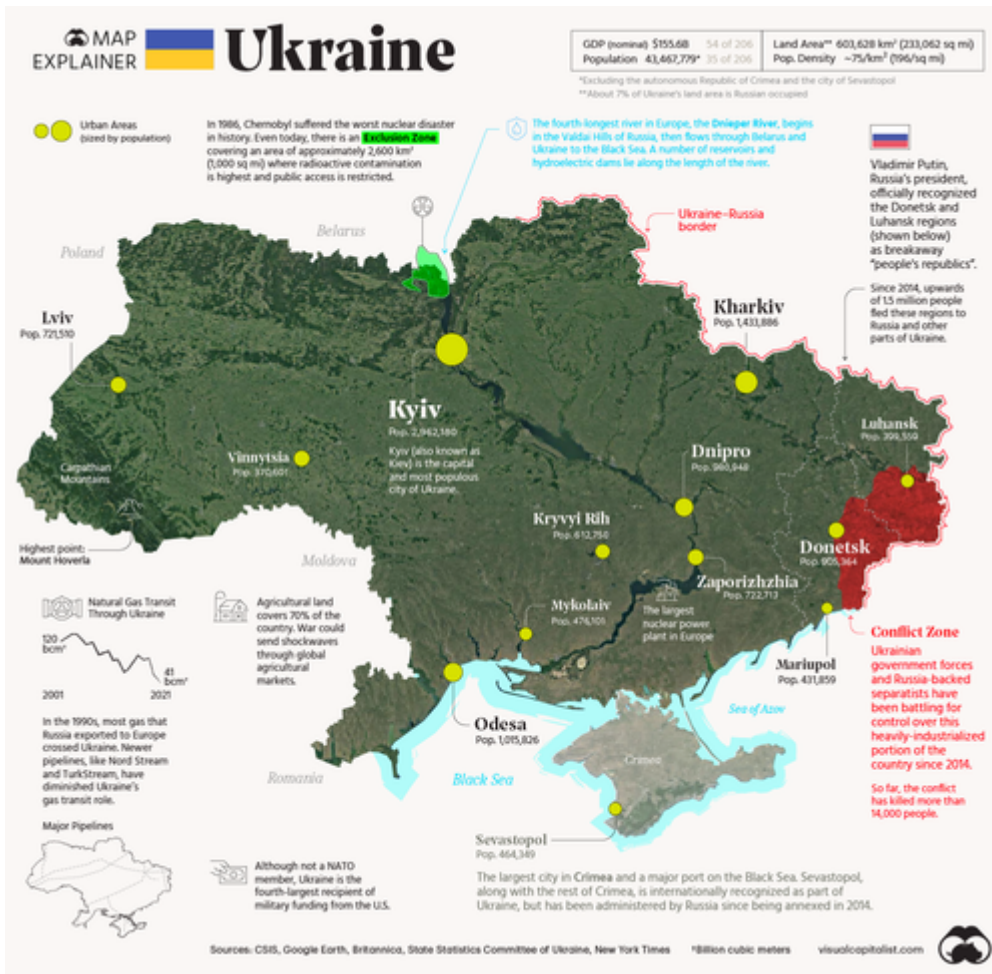 MAP
EXPLAINER
Ukraine
GDP (nominal) $155.6B 54 of 206
Population 43,467,779* 35 of 206
Land Area** 603,628 km² (233,062 sq mi)
Pop. Density ~75/km² (196/sq mi)
*Excluding the autonomous Republic of Crimea and the city of Sevastopol
**About 7% of Ukraine's land area is Russian occupied
Urban Areas
(sized by population)
In 1986, Chernobyl suffered the worst nuclear disaster
in history. Even today, there is an Exclusion Zone
covering an area of approximately 2,600 km²
(1,000 sq mi) where radioactive contamination
is highest and public access is restricted.
The fourth-longest river in Europe, the Dnieper River, begins
in the Valdai Hills of Russia, then flows through Belarus and
Ukraine to the Black Sea. A number of reservoirs and
hydroelectric dams lie along the length of the river.
Vladimir Putin,
Russia's president,
officially recognized
the Donetsk and
Luhansk regions
(shown below)
as breakaway
"people's republics".
Since 2014, upwards
of 1.5 million people
fled these regions to
Russia and other
parts of Ukraine.
Ukraine–Russia
border
Belarus
Poland
Lviv
Pop. 721,510
Kharkiv
Pop. 1,433,886
Kyiv
Pop. 2,962,180
Kyiv (also known as
Kiev) is the capital
and most populous
city of Ukraine.
Luhansk
Pop. 399,559
Dnipro
Pop. 980,948
Vinnytsia
Pop. 370,601
Carpathian
Mountains
Kryvyi Rih
Pop. 612,750
Donetsk
Pop. 905,364
Highest point:
Mount Hoverla
Moldova
Zaporizhzhia
Pop. 722,713
Mykolaiv
Pop. 476,101
The largest
nuclear power
plant in Europe
Natural Gas Transit
Through Ukraine
120
bcm*
41
bcm*
2001 2021
Agricultural land
covers 70% of the
country. War could
send shockwaves
through global
agricultural
markets.
Conflict Zone
Ukrainian
government forces
and Russia-backed
separatists have
been battling for
control over this
heavily-industrialized
portion of the
country since 2014.
So far, the conflict
has killed more than
14,000 people.
Mariupol
Pop. 431,859
Sea of Azov
Odesa
Pop. 1,015,826
Black Sea
Romania
Crimea
In the 1990s, most gas that
Russia exported to Europe
crossed Ukraine. Newer
pipelines, like Nord Stream
and TurkStream, have
diminished Ukraine's
gas transit role.
Major Pipelines
Sevastopol
Pop. 464,349
Although not a NATO
member, Ukraine is the
fourth-largest recipient of
military funding from the U.S.
The largest city in Crimea and a major port on the Black Sea. Sevastopol,
along with the rest of Crimea, is internationally recognized as part of
Ukraine, but has been administered by Russia since being annexed in 2014.
Sources: CSIS, Google Earth, Britannica, State Statistics Committee of Ukraine, New York Times *Billion cubic meters visualcapitalist.com